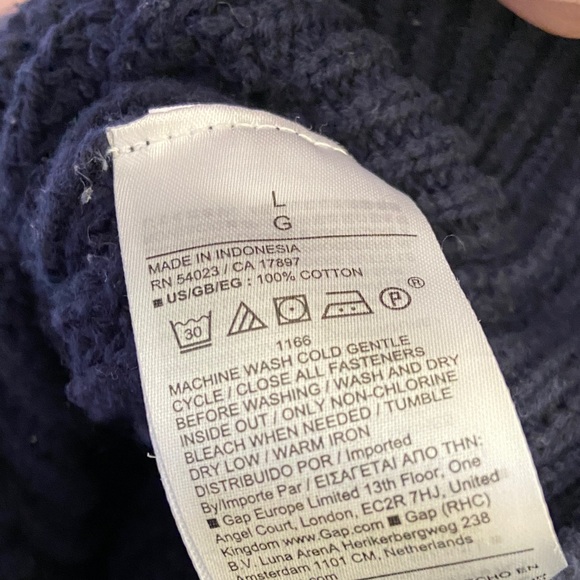 L
G
MADE IN INDONESIA
RN 54023 / CA 17897
■ US/GB/EG : 100% COTTON
30 P ®
1166
MACHINE WASH COLD GENTLE
CYCLE / CLOSE ALL FASTENERS
BEFORE WASHING / WASH AND DRY
INSIDE OUT / ONLY NON-CHLORINE
BLEACH WHEN NEEDED / TUMBLE
DRY LOW / WARM IRON
DISTRIBUIDO POR / Imported
By/Importe Par / ΕΙΣΑΓΕΤΑΙ ΑΠΟ ΤΗΝ:
■ Gap Europe Limited 13th Floor, One
Angel Court, London, EC2R 7HJ, United
Kingdom www.Gap.com ■ Gap (RHC)
B.V. Luna ArenA Herikerbergweg 238
Amsterdam 1101 CM, Netherlands